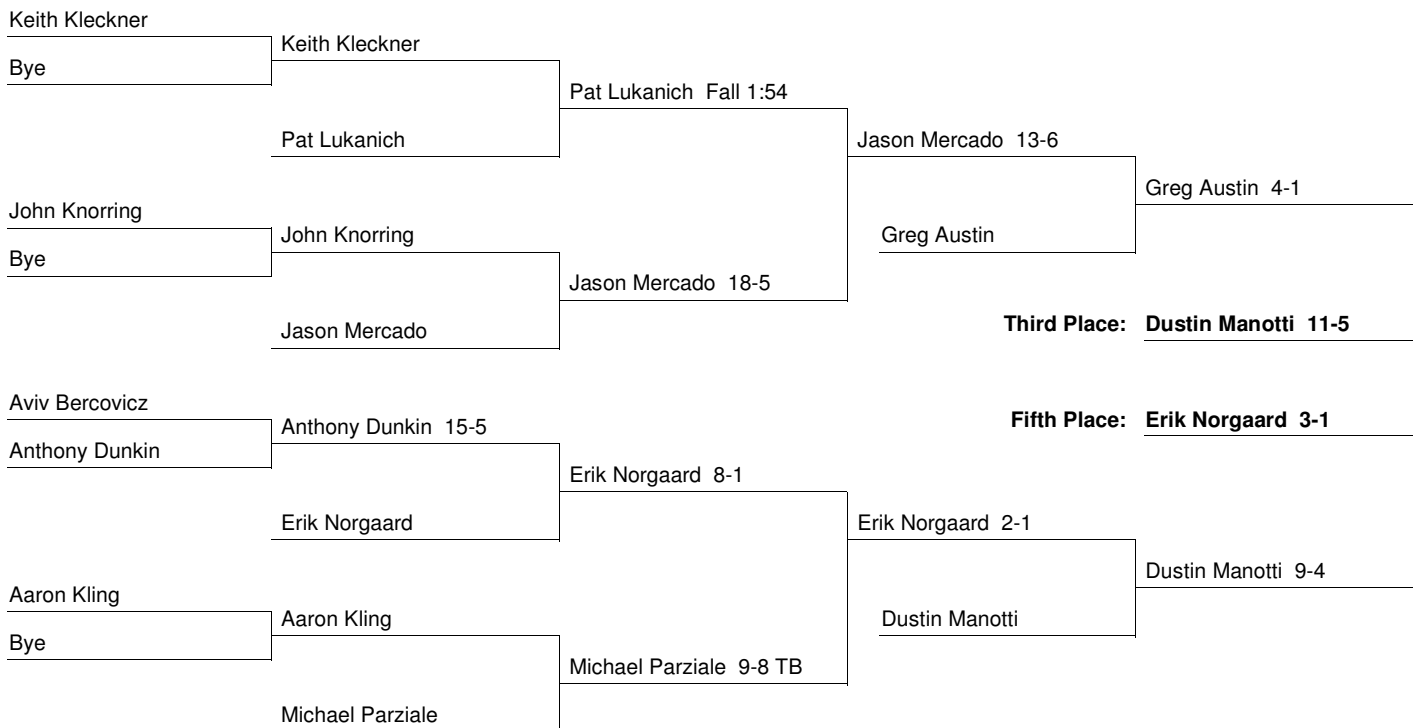 Keith Kleckner
Keith Kleckner
Bye
Pat Lukanich  Fall 1:54
Pat Lukanich
Jason Mercado  13-6
Greg Austin  4-1
John Knorring
John Knorring
Greg Austin
Bye
Jason Mercado  18-5
Jason Mercado
Third Place: Dustin Manotti  11-5
Aviv Bercovicz
Anthony Dunkin  15-5
Fifth Place: Erik Norgaard  3-1
Anthony Dunkin
Erik Norgaard  8-1
Erik Norgaard
Erik Norgaard  2-1
Dustin Manotti  9-4
Aaron Kling
Aaron Kling
Dustin Manotti
Bye
Michael Parziale  9-8 TB
Michael Parziale